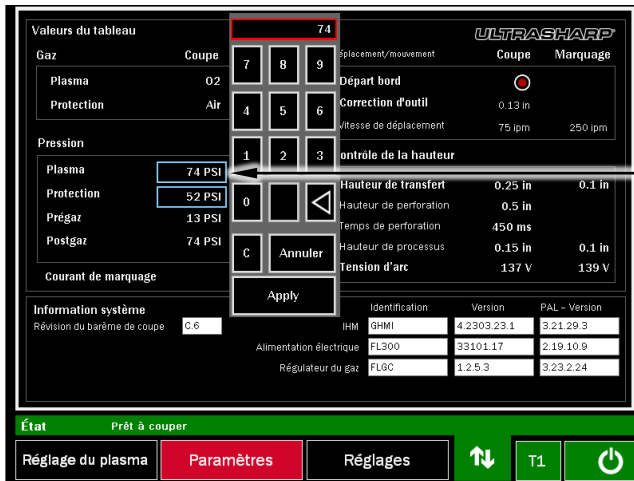 Valeurs du tableau
74
ULTRASHARP
Gaz Coupe
éplacement/mouvement Coupe Marquage
7 8 9
Plasma O2
Départ bord
Protection Air
4 5 6
Correction d'outil 0.13 in
Vitesse de déplacement 75 ipm 250 ipm
Pression
1 2 3
ontrôle de la hauteur
Plasma 74 PSI
Hauteur de transfert 0.25 in 0.1 in
Protection 52 PSI
0
Hauteur de perforation 0.5 in
Prégaz 13 PSI
Temps de perforation 450 ms
Postgaz 74 PSI
C Annuler
Hauteur de processus 0.15 in 0.1 in
Courant de marquage
Tension d'arc 137 V 139 V
Apply
Information système
Identification Version PAL - Version
Révision du barème de coupe C.6
IHM GHMI 4.2303.23.1 3.21.29.3
Alimentation électrique FL300 33101.17 2.19.10.9
Régulateur du gaz FLGC 1.2.5.3 3.23.2.24
État Prêt à couper
Réglage du plasma Paramètres Réglages T1